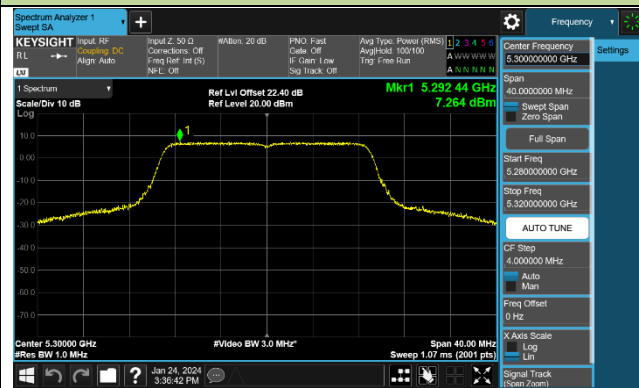 Spectrum Analyzer 1
Swept SA
Frequency
KEYSIGHT
RL
LXI
Input: RF
Coupling: DC
Align: Auto
Input Z: 50 Ω
Corrections: Off
Freq Ref: Int (S)
NFE: Off
#Atten: 20 dB
PNO: Fast
Gate: Off
IF Gain: Low
Sig Track: Off
Avg Type: Power (RMS)
Avg|Hold: 100/100
Trig: Free Run
1 2 3 4 5 6
A W W W W W
A N N N N N
1 Spectrum
Scale/Div 10 dB
Log
Ref Lvl Offset 22.40 dB
Ref Level 20.00 dBm
Mkr1 5.292 44 GHz
7.264 dBm
1
10.0
0.00
-10.0
-20.0
-30.0
-40.0
-50.0
-60.0
-70.0
Center 5.30000 GHz
#Res BW 1.0 MHz
#Video BW 3.0 MHz*
Span 40.00 MHz
Sweep 1.07 ms (2001 pts)
Center Frequency
5.300000000 GHz
Settings
Span
40.0000000 MHz
Swept Span
Zero Span
Full Span
Start Freq
5.280000000 GHz
Stop Freq
5.320000000 GHz
AUTO TUNE
CF Step
4.000000 MHz
Auto
Man
Freq Offset
0 Hz
X Axis Scale
Log
Lin
Signal Track
(Span Zoom)
Jan 24, 2024
3:36:42 PM